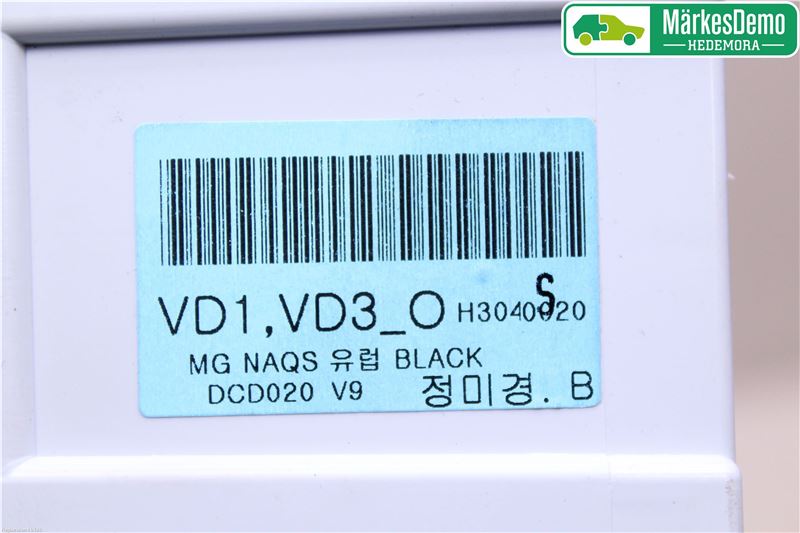 MärkesDemo
HEDEMORA
VD1,VD3_O H3040020
S
MG NAQS 유럽 BLACK
DCD020 V9 정미경. B